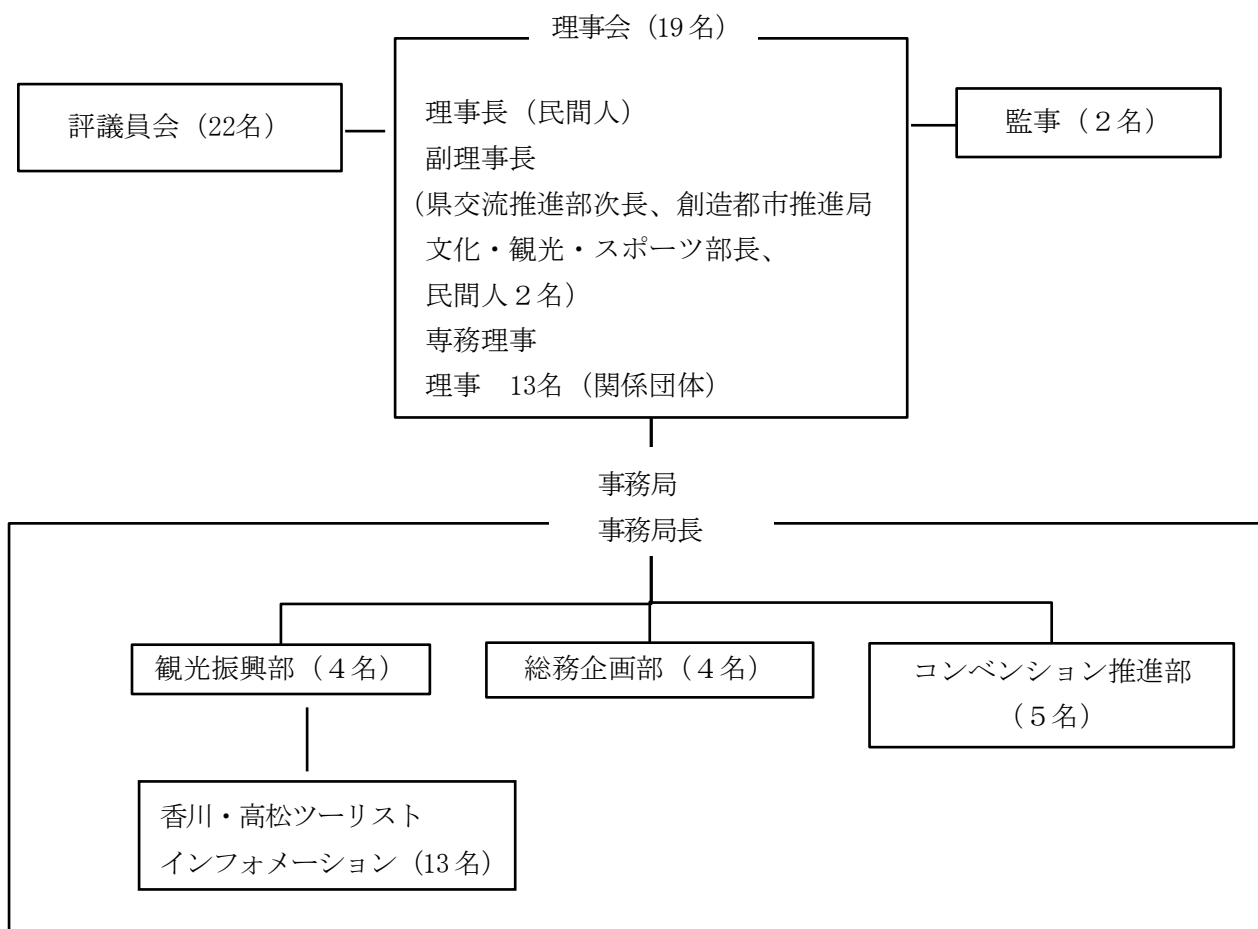 理事会（19名）
評議員会（22名）
理事長（民間人）
副理事長
（県交流推進部次長、創造都市推進局
文化・観光・スポーツ部長、
民間人２名）
専務理事
理事　13名（関係団体）
監事（２名）
事務局
事務局長
観光振興部（４名）
総務企画部（４名）
コンベンション推進部
（５名）
香川・高松ツーリスト
インフォメーション（13名）